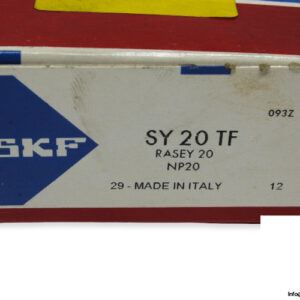 093Z
SKF
SY 20 TF
RASEY 20
NP20
29 - MADE IN ITALY 12